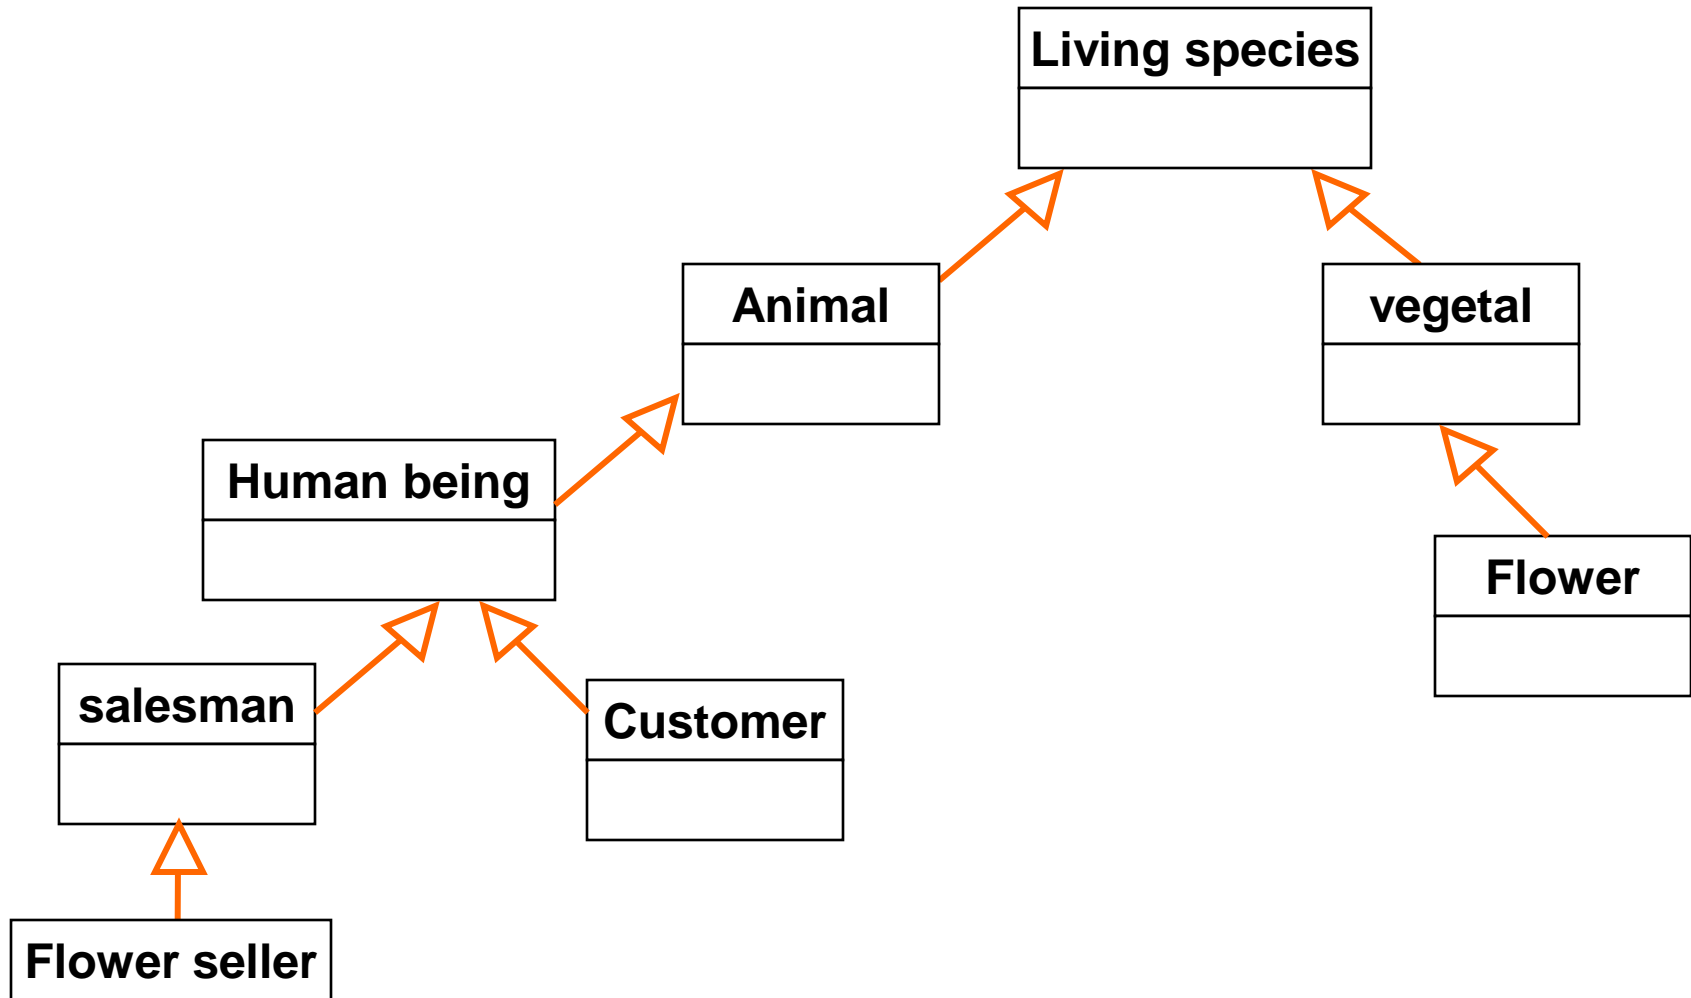 Living species
Animal
vegetal
Human being
Flower
salesman
Customer
Flower seller